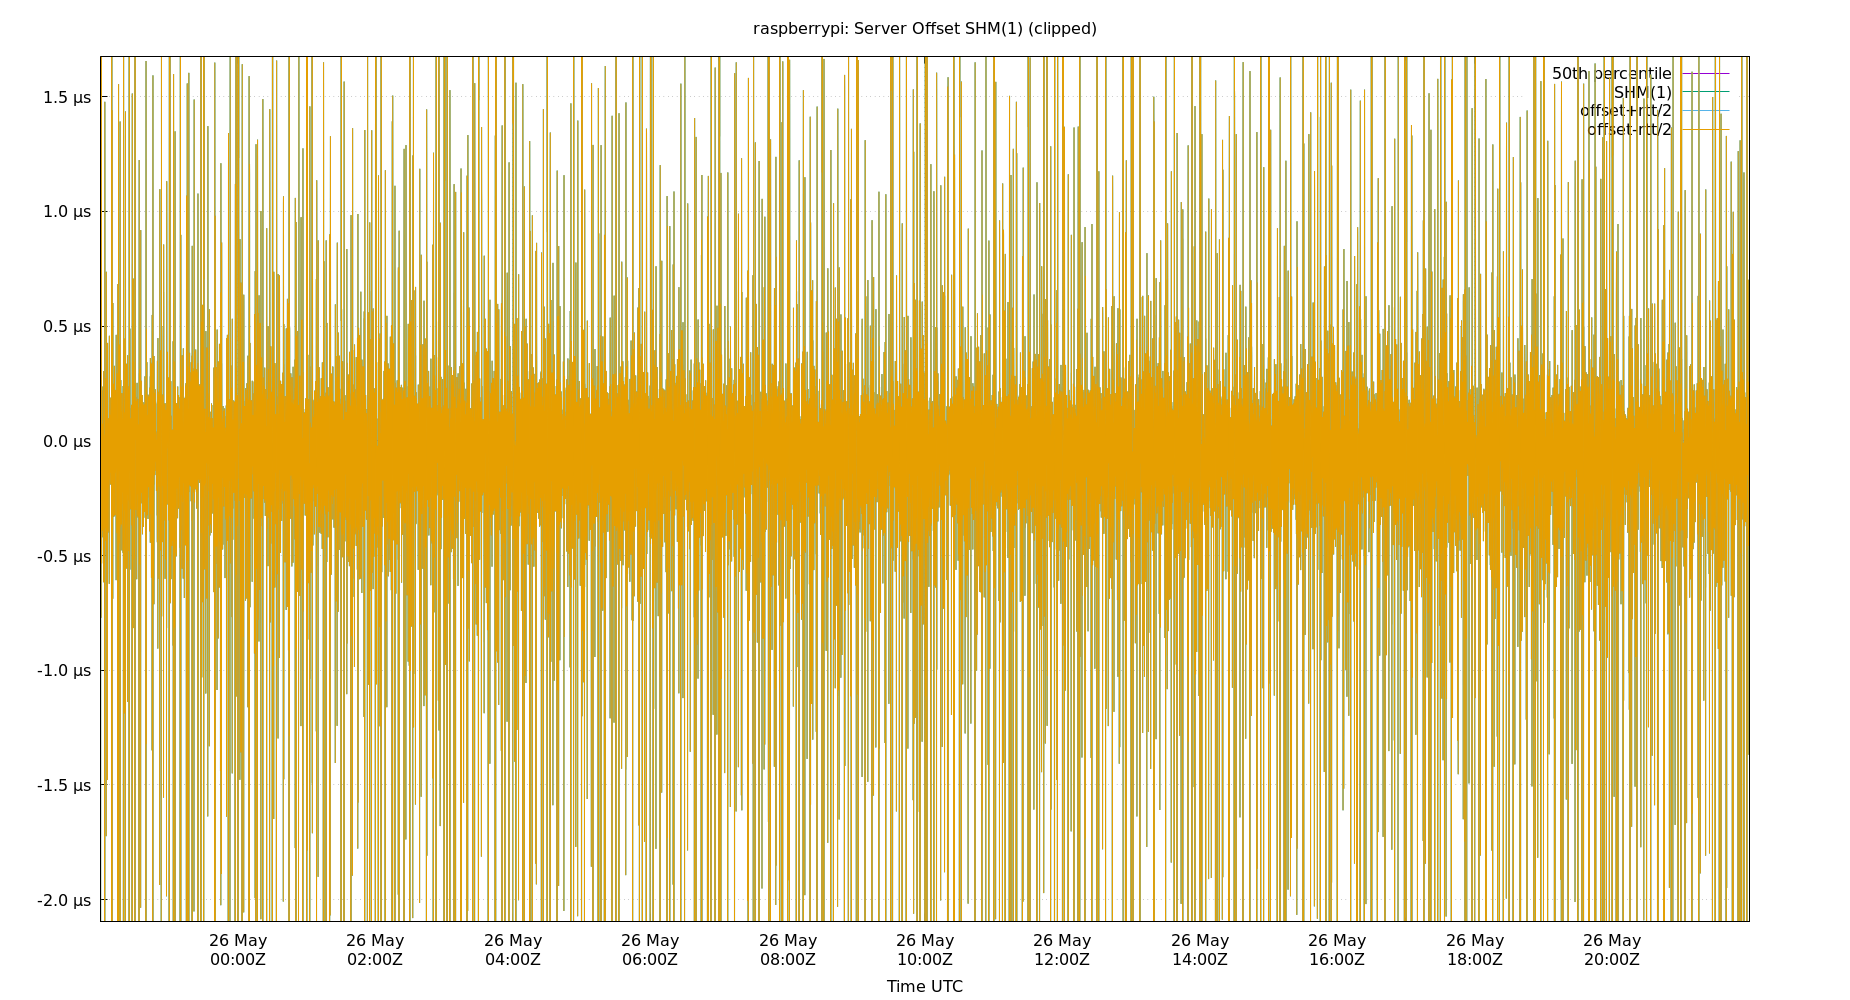 raspberrypi: Server Offset SHM(1) (clipped)
50th percentile
SHM(1)
offset+rtt/2
offset-rtt/2
1.5 µs
1.0 µs
0.5 µs
0.0 µs
-0.5 µs
-1.0 µs
-1.5 µs
-2.0 µs
26 May 26 May 26 May 26 May 26 May 26 May 26 May 26 May 26 May 26 May 26 May
00:00Z 02:00Z 04:00Z 06:00Z 08:00Z 10:00Z 12:00Z 14:00Z 16:00Z 18:00Z 20:00Z
Time UTC